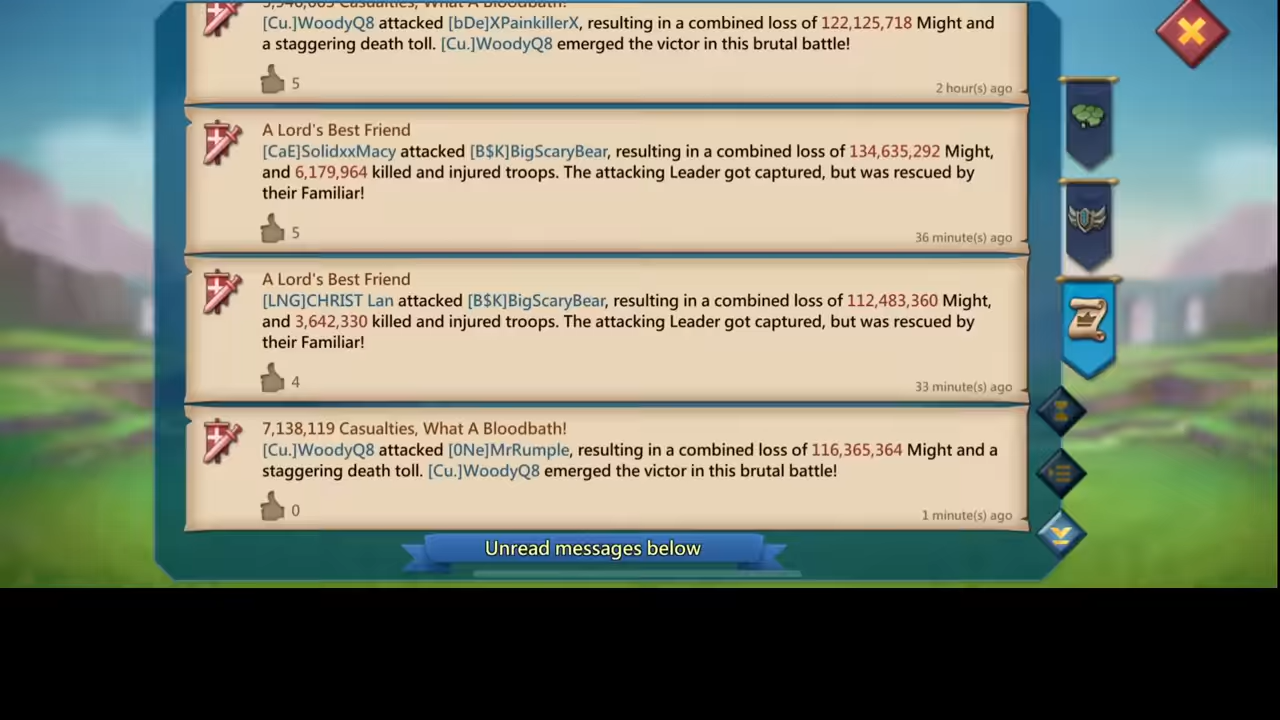 5,946,005 Casualties, What A Bloodbath!
[Cu.]WoodyQ8 attacked [bDe]XPainkillerX, resulting in a combined loss of 122,125,718 Might and
a staggering death toll. [Cu.]WoodyQ8 emerged the victor in this brutal battle!
5
2 hour(s) ago
A Lord's Best Friend
[CaE]SolidxxMacy attacked [B$K]BigScaryBear, resulting in a combined loss of 134,635,292 Might,
and 6,179,964 killed and injured troops. The attacking Leader got captured, but was rescued by
their Familiar!
5
36 minute(s) ago
A Lord's Best Friend
[LNG]CHRIST Lan attacked [B$K]BigScaryBear, resulting in a combined loss of 112,483,360 Might,
and 3,642,330 killed and injured troops. The attacking Leader got captured, but was rescued by
their Familiar!
4
33 minute(s) ago
7,138,119 Casualties, What A Bloodbath!
[Cu.]WoodyQ8 attacked [0Ne]MrRumple, resulting in a combined loss of 116,365,364 Might and a
staggering death toll. [Cu.]WoodyQ8 emerged the victor in this brutal battle!
0
1 minute(s) ago
Unread messages below